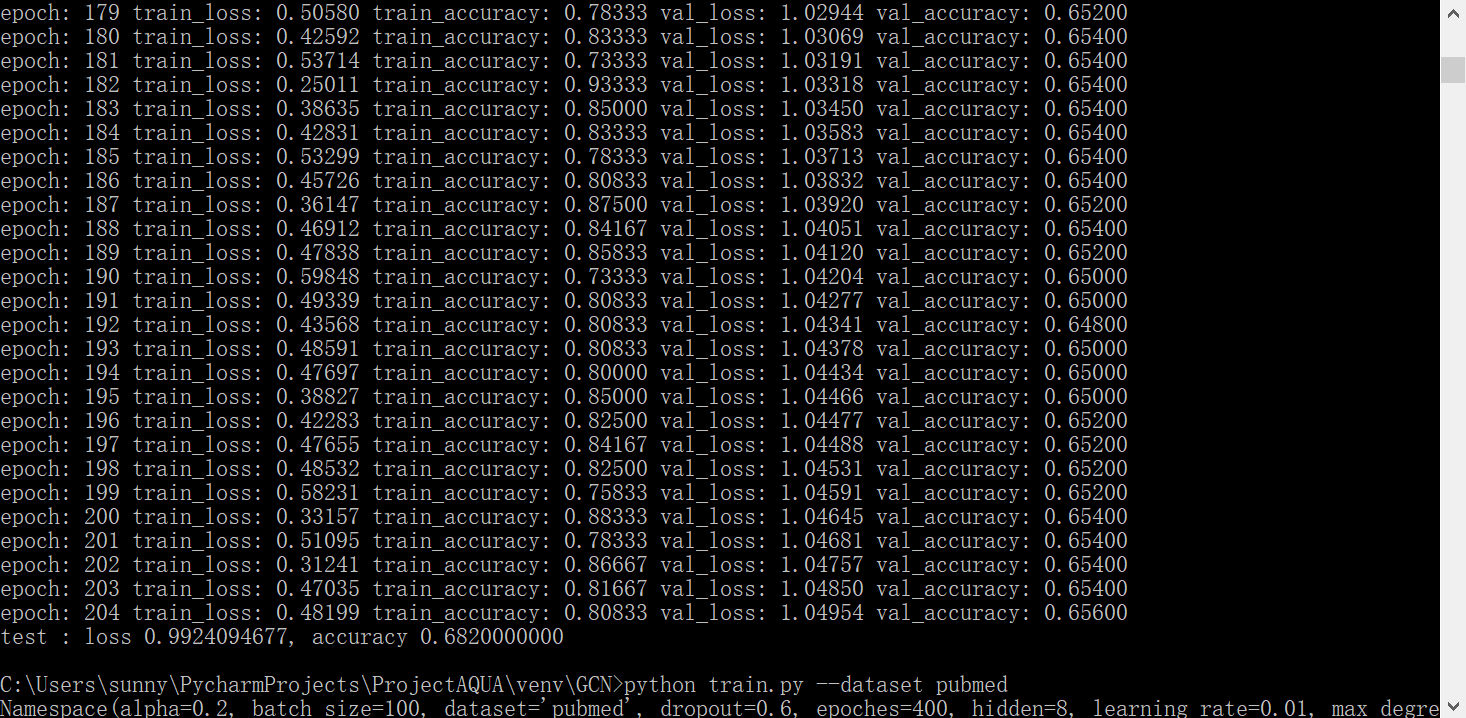 epoch: 179 train_loss: 0.50580 train_accuracy: 0.78333 val_loss: 1.02944 val_accuracy: 0.65200
epoch: 180 train_loss: 0.42592 train_accuracy: 0.83333 val_loss: 1.03069 val_accuracy: 0.65400
epoch: 181 train_loss: 0.53714 train_accuracy: 0.73333 val_loss: 1.03191 val_accuracy: 0.65400
epoch: 182 train_loss: 0.25011 train_accuracy: 0.93333 val_loss: 1.03318 val_accuracy: 0.65400
epoch: 183 train_loss: 0.38635 train_accuracy: 0.85000 val_loss: 1.03450 val_accuracy: 0.65400
epoch: 184 train_loss: 0.42831 train_accuracy: 0.83333 val_loss: 1.03583 val_accuracy: 0.65400
epoch: 185 train_loss: 0.53299 train_accuracy: 0.78333 val_loss: 1.03713 val_accuracy: 0.65400
epoch: 186 train_loss: 0.45726 train_accuracy: 0.80833 val_loss: 1.03832 val_accuracy: 0.65400
epoch: 187 train_loss: 0.36147 train_accuracy: 0.87500 val_loss: 1.03920 val_accuracy: 0.65200
epoch: 188 train_loss: 0.46912 train_accuracy: 0.84167 val_loss: 1.04051 val_accuracy: 0.65400
epoch: 189 train_loss: 0.47838 train_accuracy: 0.85833 val_loss: 1.04120 val_accuracy: 0.65200
epoch: 190 train_loss: 0.59848 train_accuracy: 0.73333 val_loss: 1.04204 val_accuracy: 0.65000
epoch: 191 train_loss: 0.49339 train_accuracy: 0.80833 val_loss: 1.04277 val_accuracy: 0.65000
epoch: 192 train_loss: 0.43568 train_accuracy: 0.80833 val_loss: 1.04341 val_accuracy: 0.64800
epoch: 193 train_loss: 0.48591 train_accuracy: 0.80833 val_loss: 1.04378 val_accuracy: 0.65000
epoch: 194 train_loss: 0.47697 train_accuracy: 0.80000 val_loss: 1.04434 val_accuracy: 0.65000
epoch: 195 train_loss: 0.38827 train_accuracy: 0.85000 val_loss: 1.04466 val_accuracy: 0.65000
epoch: 196 train_loss: 0.42283 train_accuracy: 0.82500 val_loss: 1.04477 val_accuracy: 0.65200
epoch: 197 train_loss: 0.47655 train_accuracy: 0.84167 val_loss: 1.04488 val_accuracy: 0.65200
epoch: 198 train_loss: 0.48532 train_accuracy: 0.82500 val_loss: 1.04531 val_accuracy: 0.65200
epoch: 199 train_loss: 0.58231 train_accuracy: 0.75833 val_loss: 1.04591 val_accuracy: 0.65200
epoch: 200 train_loss: 0.33157 train_accuracy: 0.88333 val_loss: 1.04645 val_accuracy: 0.65200
epoch: 201 train_loss: 0.51095 train_accuracy: 0.78333 val_loss: 1.04681 val_accuracy: 0.65400
epoch: 202 train_loss: 0.31241 train_accuracy: 0.86667 val_loss: 1.04757 val_accuracy: 0.65400
epoch: 203 train_loss: 0.47035 train_accuracy: 0.81667 val_loss: 1.04850 val_accuracy: 0.65400
epoch: 204 train_loss: 0.48199 train_accuracy: 0.80833 val_loss: 1.04954 val_accuracy: 0.65600
test : loss 0.9924094677, accuracy 0.6820000000
C:\Users\sunny\PycharmProjects\ProjectAQUA\venv\GCN>python train.py --dataset pubmed
Namespace(alpha=0.2, batch_size=100, dataset='pubmed', dropout=0.6, epoches=400, hidden=8, learning_rate=0.01, max_degre